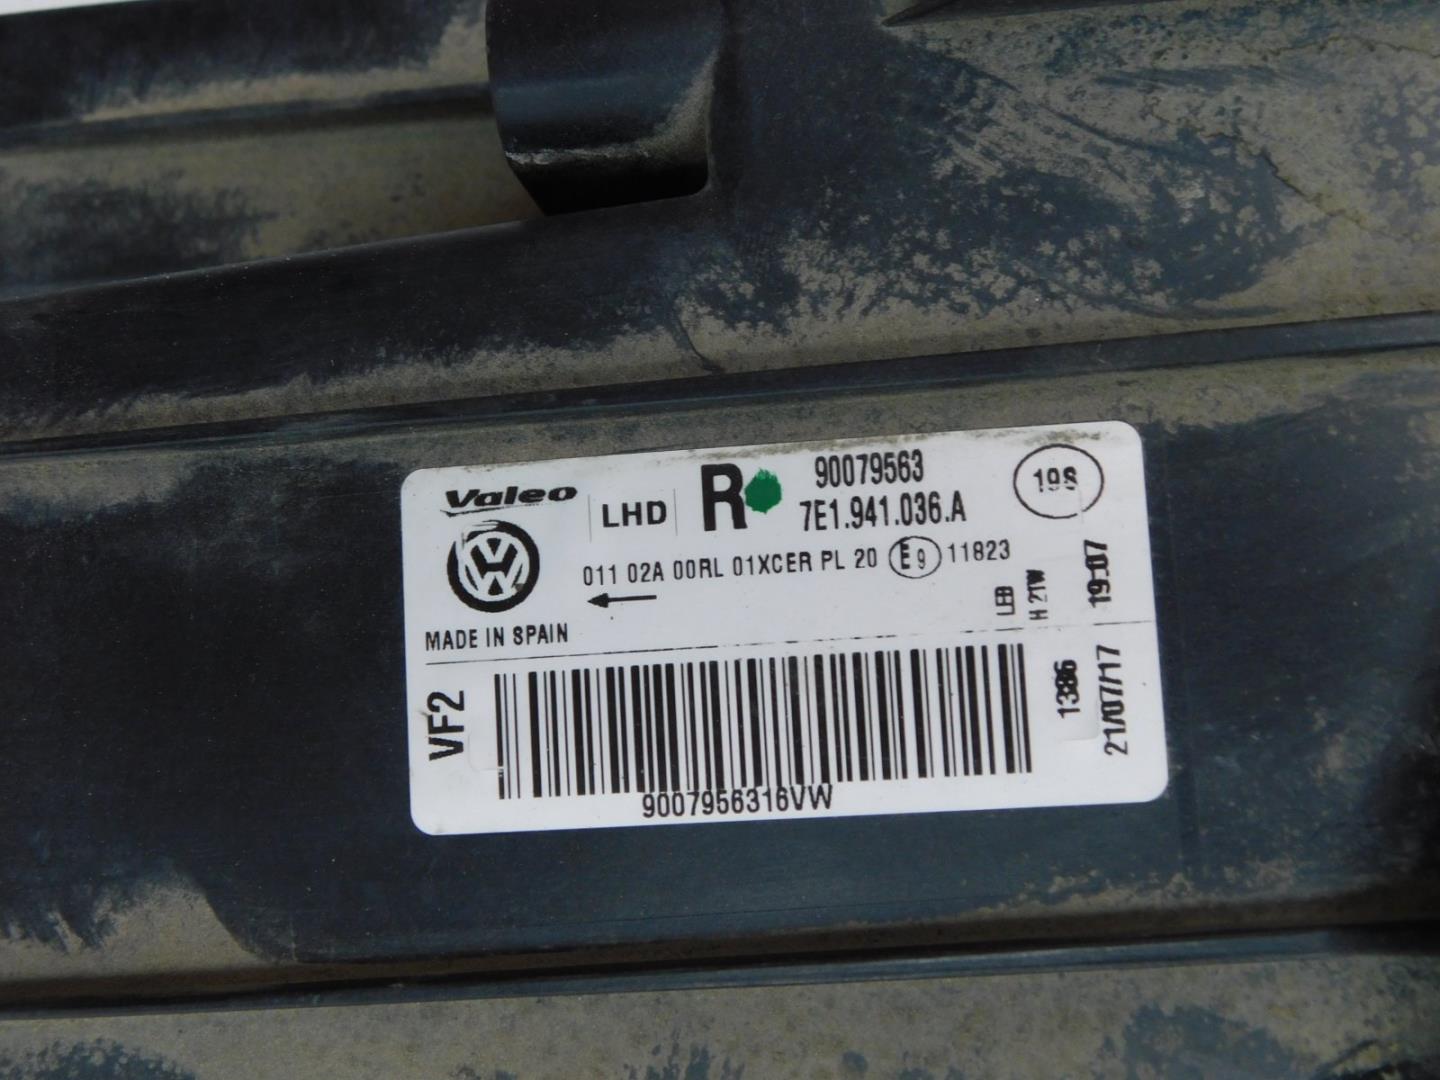 Valeo
LHD
R
90079563
7E1.941.036.A
19S
011 02A 00RL 01XCER PL 20 E9 11823
MADE IN SPAIN
LEB
H 21W
19:07
VF2
1386
21/07/17
9007956316VW